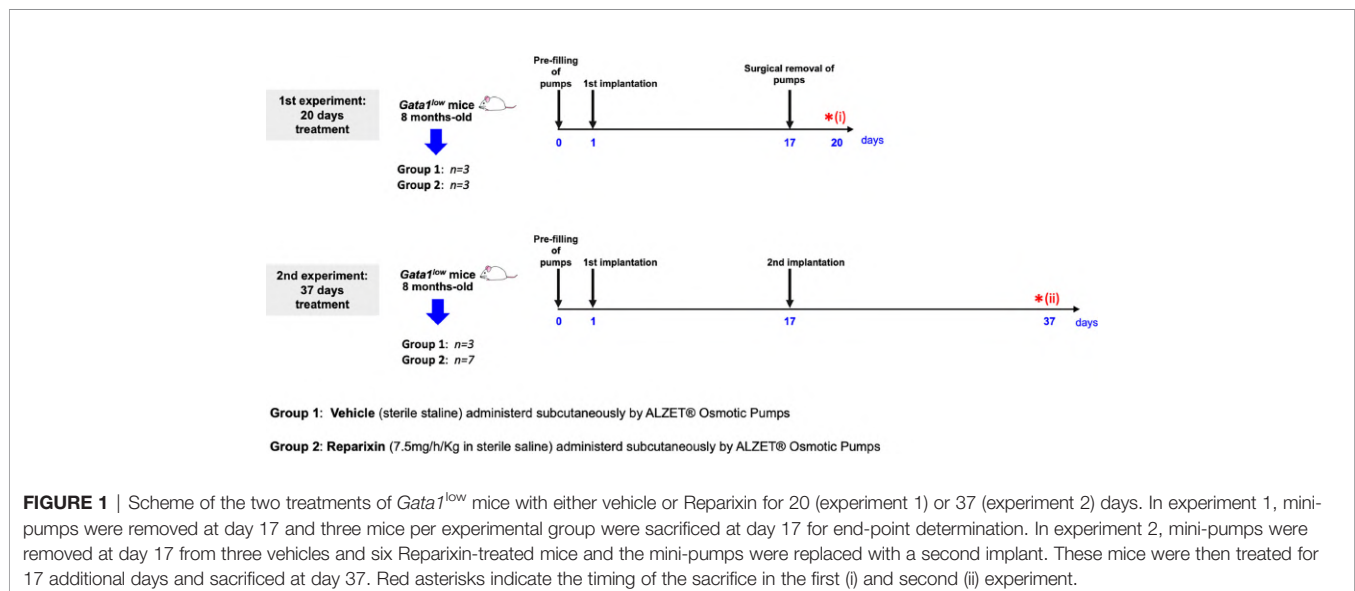 Pre-filling
of
pumps
1st implantation
Surgical removal of
pumps
1st experiment:
20 days
treatment
Gata1low mice
8 months-old
*(i)
0
1
17
20
days
Group 1: n=3
Group 2: n=3
Pre-filling
of
pumps
1st implantation
2nd implantation
2nd experiment:
37 days
treatment
Gata1low mice
8 months-old
*(ii)
0
1
17
37
days
Group 1: n=3
Group 2: n=7
Group 1: Vehicle (sterile staline) administerd subcutaneously by ALZET® Osmotic Pumps
Group 2: Reparixin (7.5mg/h/Kg in sterile saline) administerd subcutaneously by ALZET® Osmotic Pumps
FIGURE 1 | Scheme of the two treatments of Gata1low mice with either vehicle or Reparixin for 20 (experiment 1) or 37 (experiment 2) days. In experiment 1, mini-
pumps were removed at day 17 and three mice per experimental group were sacrificed at day 17 for end-point determination. In experiment 2, mini-pumps were
removed at day 17 from three vehicles and six Reparixin-treated mice and the mini-pumps were replaced with a second implant. These mice were then treated for
17 additional days and sacrificed at day 37. Red asterisks indicate the timing of the sacrifice in the first (i) and second (ii) experiment.